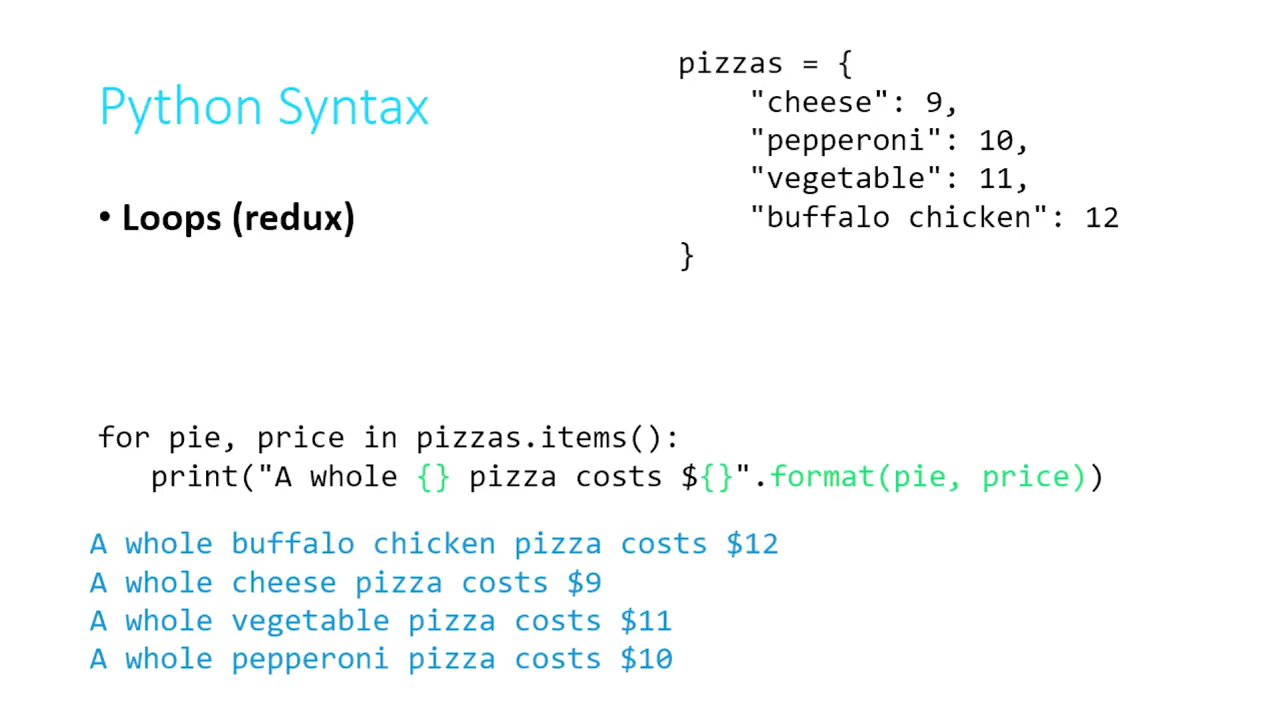 Python Syntax
• Loops (redux)
pizzas = {
    "cheese": 9,
    "pepperoni": 10,
    "vegetable": 11,
    "buffalo chicken": 12
}
for pie, price in pizzas.items():
   print("A whole {} pizza costs ${}".format(pie, price))
A whole buffalo chicken pizza costs $12
A whole cheese pizza costs $9
A whole vegetable pizza costs $11
A whole pepperoni pizza costs $10